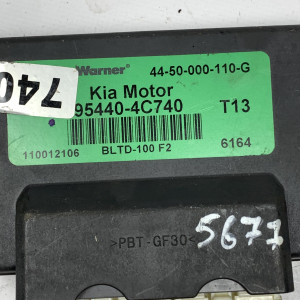 Warner 44-50-000-110-G
740
Kia Motor
95440-4C740 T13
110012106 BLTD-100 F2 6164
>PBT-GF30<
5677